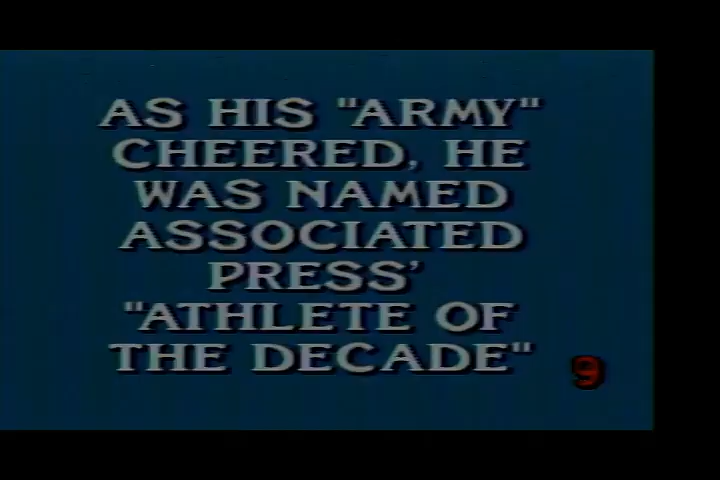 AS HIS "ARMY"
CHEERED, HE
WAS NAMED
ASSOCIATED
PRESS'
"ATHLETE OF
THE DECADE"
9